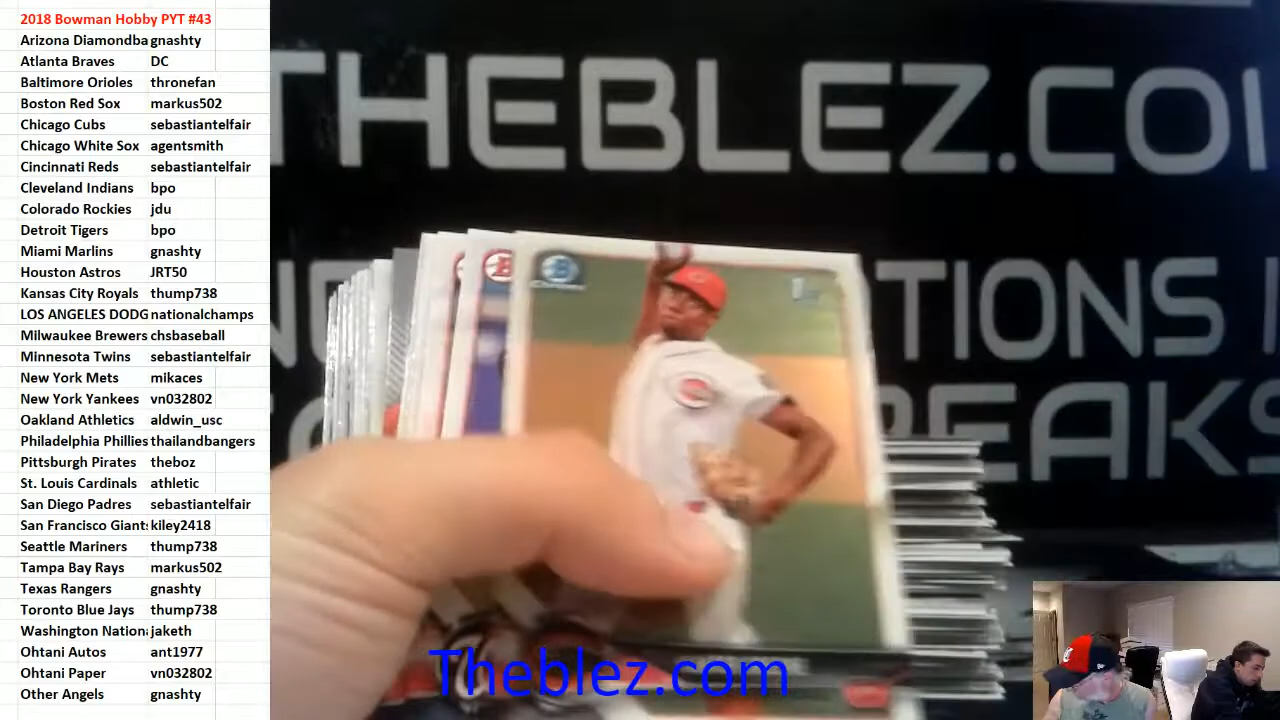 2018 Bowman Hobby PYT #43
Arizona Diamondba gnashty
Atlanta Braves DC
Baltimore Orioles thronefan
Boston Red Sox markus502
Chicago Cubs sebastiantelfair
Chicago White Sox agentsmith
Cincinnati Reds sebastiantelfair
Cleveland Indians bpo
Colorado Rockies jdu
Detroit Tigers bpo
Miami Marlins gnashty
Houston Astros JRT50
Kansas City Royals thump738
LOS ANGELES DODG nationalchamps
Milwaukee Brewers chsbaseball
Minnesota Twins sebastiantelfair
New York Mets mikaces
New York Yankees vn032802
Oakland Athletics aldwin_usc
Philadelphia Phillies thailandbangers
Pittsburgh Pirates theboz
St. Louis Cardinals athletic
San Diego Padres sebastiantelfair
San Francisco Giants kiley2418
Seattle Mariners thump738
Tampa Bay Rays markus502
Texas Rangers gnashty
Toronto Blue Jays thump738
Washington Nation jaketh
Ohtani Autos ant1977
Ohtani Paper vn032802
Other Angels gnashty
THEBLEZ.CO
TIONS
REAKS
Theblez.com